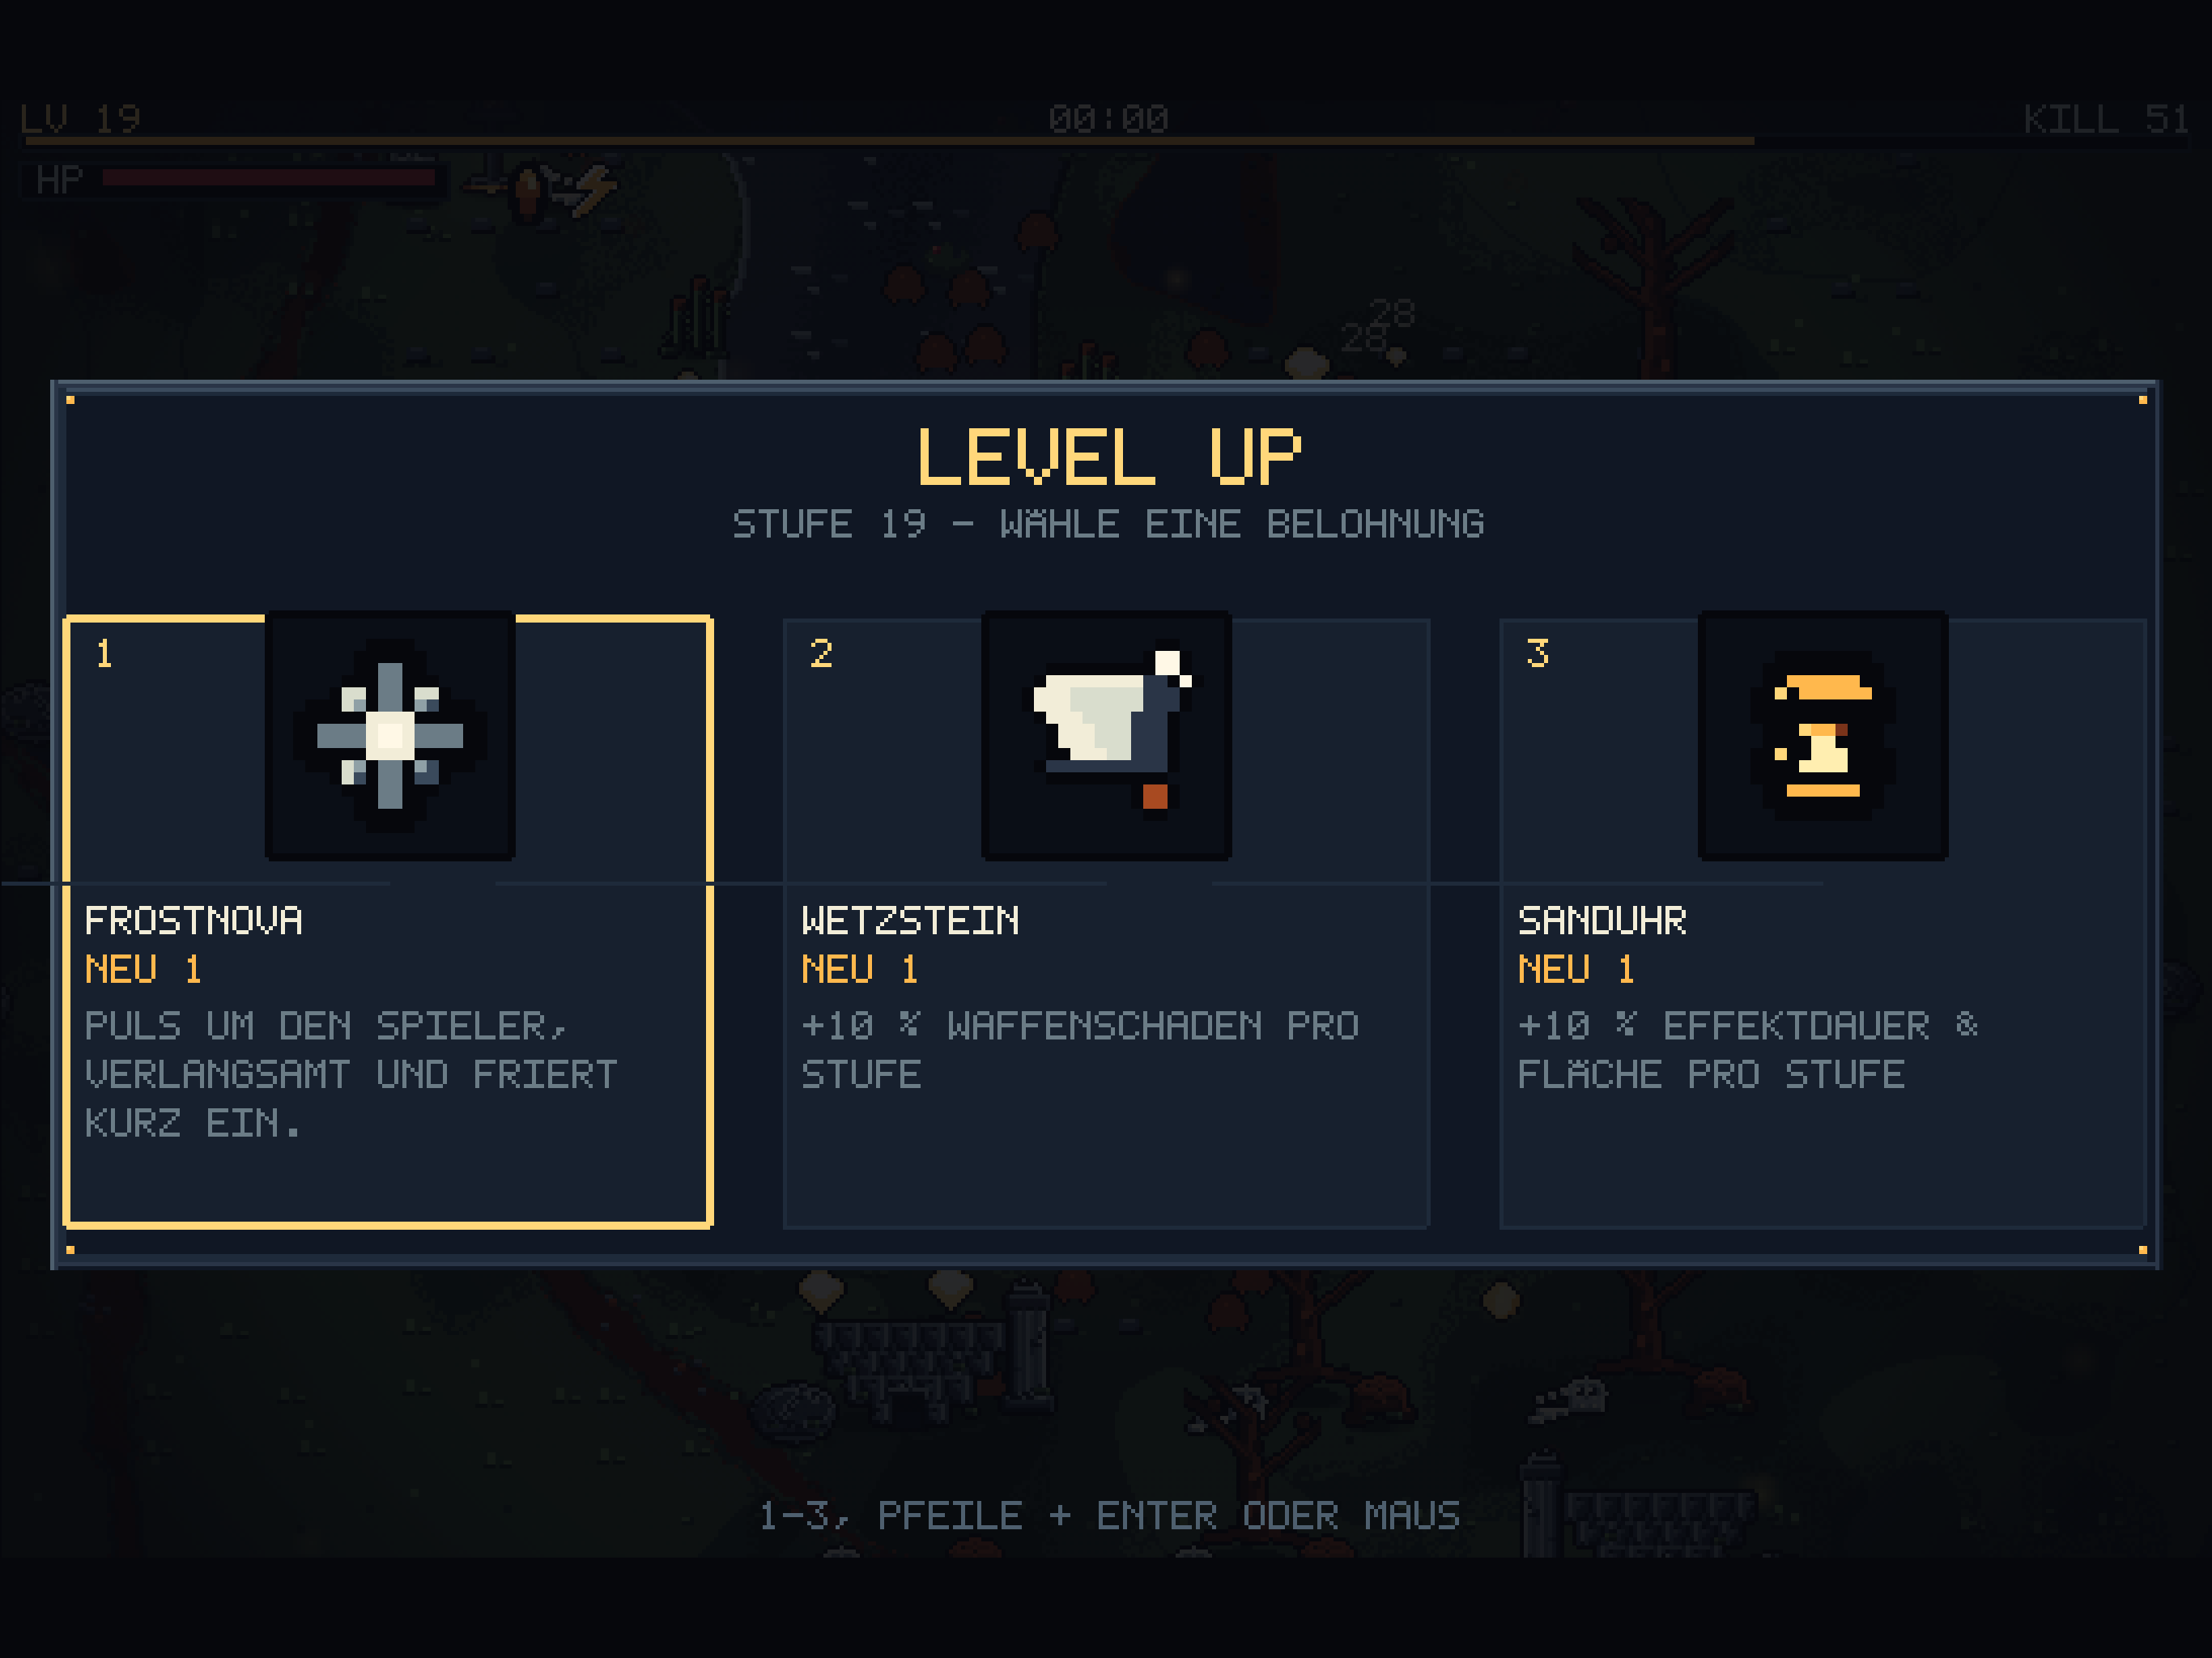 LV 19
00:00
KILL 51
HP
28
28
LEVEL UP
STUFE 19 – WÄHLE EINE BELOHNUNG
1
FROSTNOVA
NEU 1
PULS UM DEN SPIELER,
VERLANGSAMT UND FRIERT
KURZ EIN.
2
WETZSTEIN
NEU 1
+10 % WAFFENSCHADEN PRO
STUFE
3
SANDUHR
NEU 1
+10 % EFFEKTDAUER &
FLÄCHE PRO STUFE
1–3, PFEILE + ENTER ODER MAUS